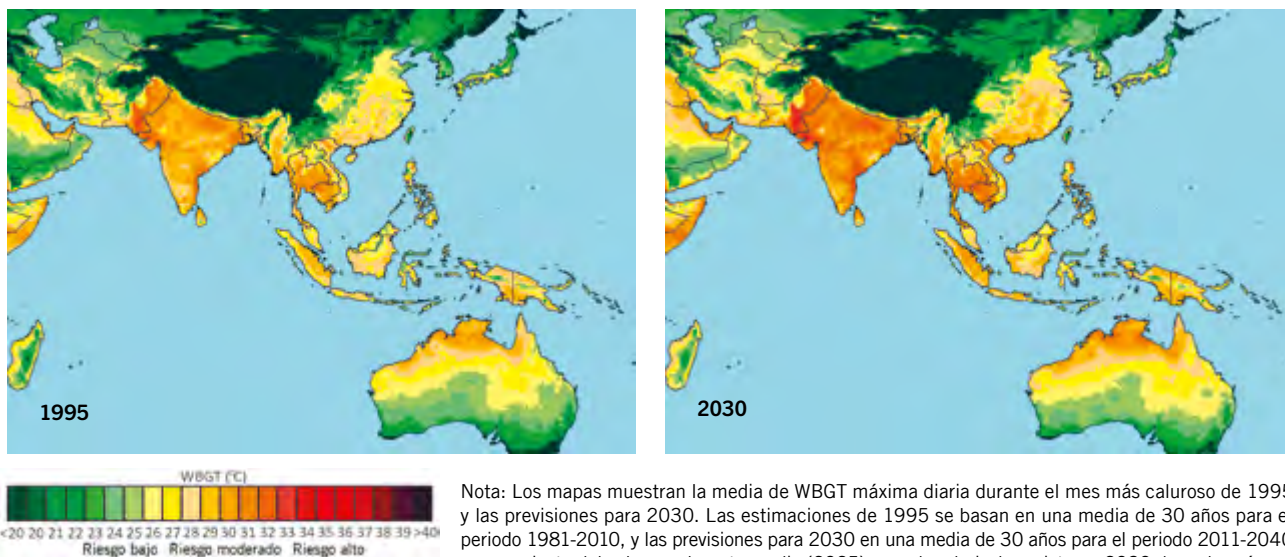 1995
2030
WBGT (°C)
<20 20 21 22 23 24 25 26 27 28 29 30 31 32 33 34 35 36 37 38 39 >40
Riesgo bajo Riesgo moderado Riesgo alto
Nota: Los mapas muestran la media de WBGT máxima diaria durante el mes más caluroso de 1995
y las previsiones para 2030. Las estimaciones de 1995 se basan en una media de 30 años para e
periodo 1981-2010, y las previsiones para 2030 en una media de 30 años para el periodo 2011-2040